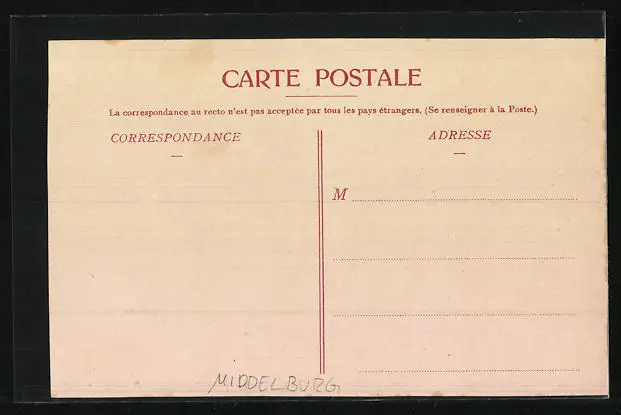 CARTE POSTALE
La correspondance au recto n'est pas acceptée par tous les pays étrangers. (Se renseigner à la Poste.)
CORRESPONDANCE
ADRESSE
M
MIDDELBURG